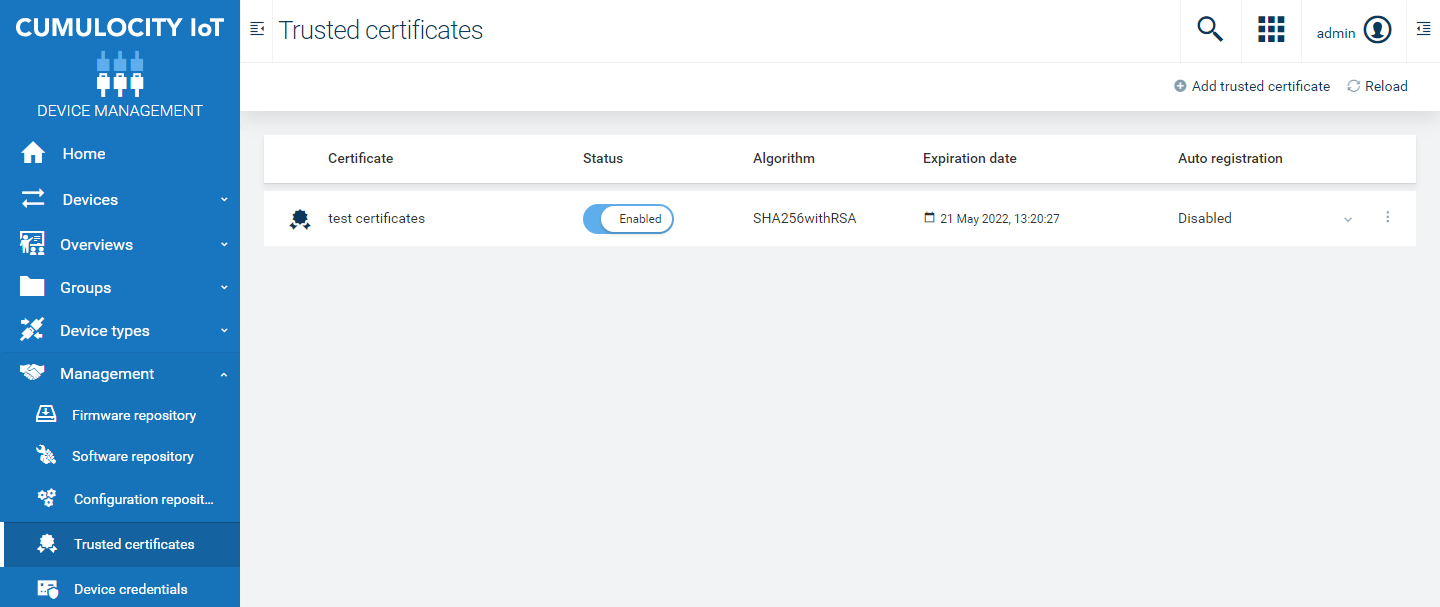 CUMULOCITY IoT
DEVICE MANAGEMENT
Home
Devices
Overviews
Groups
Device types
Management
Firmware repository
Software repository
Configuration reposit...
Trusted certificates
Device credentials
Trusted certificates
admin
Add trusted certificate Reload
Certificate Status Algorithm Expiration date Auto registration
test certificates Enabled SHA256withRSA 21 May 2022, 13:20:27 Disabled